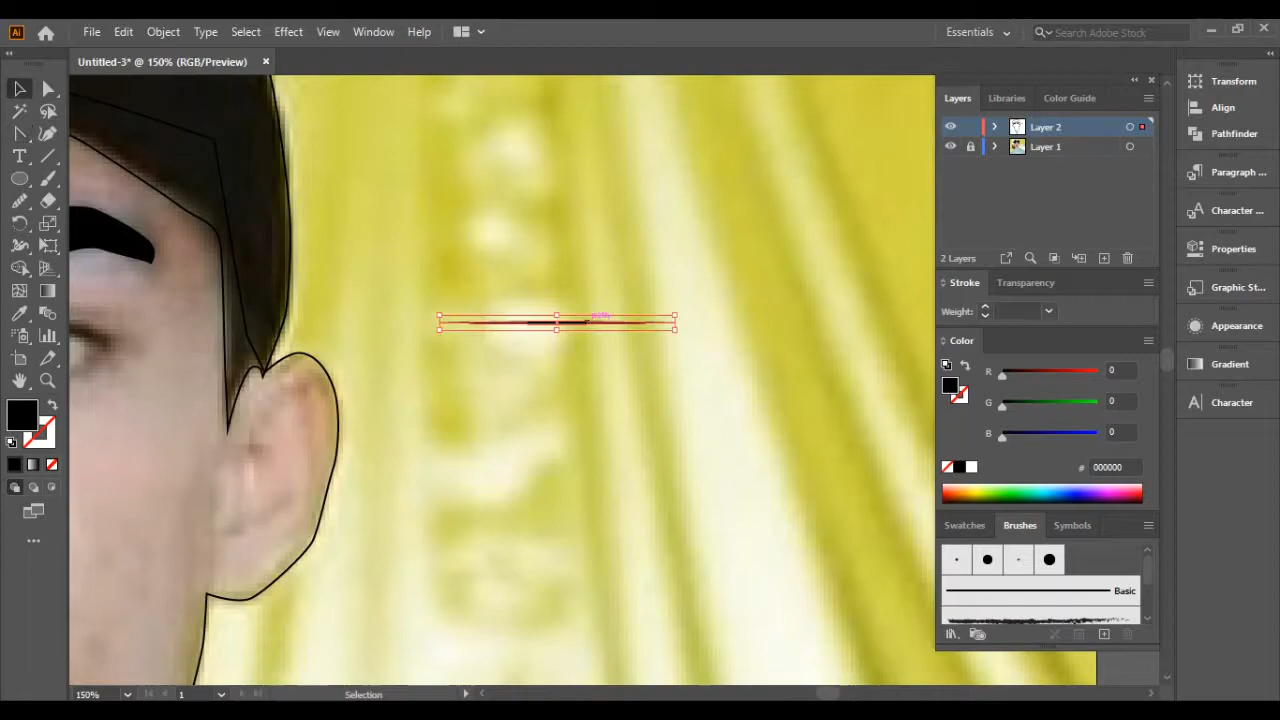 Ai File Edit Object Type Select Effect View Window Help Essentials Search Adobe Stock
Untitled-3* @ 150% (RGB/Preview)
Layers Libraries Color Guide
Layer 2
Layer 1
2 Layers
Stroke Transparency
Weight:
Color
R 0
G 0
B 0
# 000000
Swatches Brushes Symbols
Basic
Transform
Align
Pathfinder
Paragraph ...
Character ...
Properties
Graphic St...
Appearance
Gradient
Character
150% 1 Selection